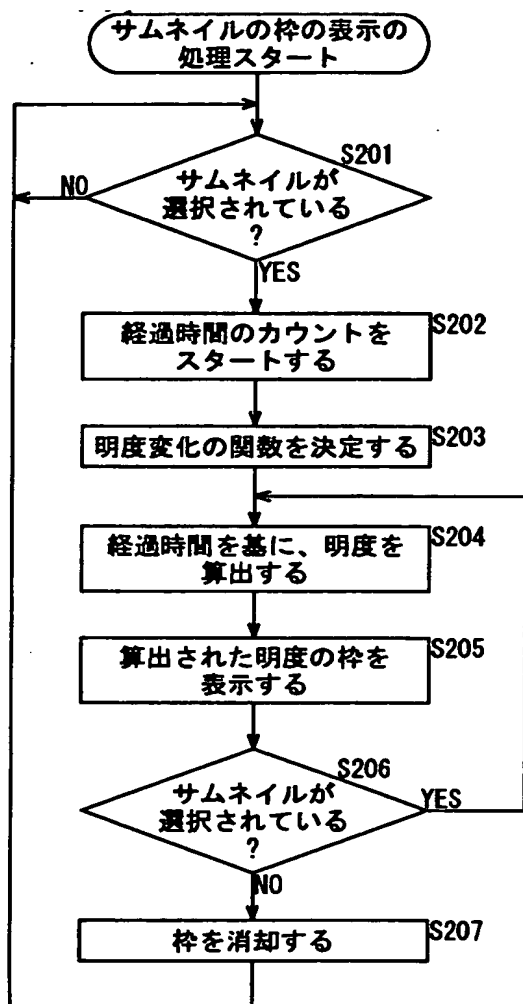 サムネイルの枠の表示の
処理スタート
S201
NO
サムネイルが
選択されている
?
YES
S202
経過時間のカウントを
スタートする
S203
明度変化の関数を決定する
S204
経過時間を基に、明度を
算出する
S205
算出された明度の枠を
表示する
S206
サムネイルが
選択されている
?
YES
NO
S207
枠を消却する